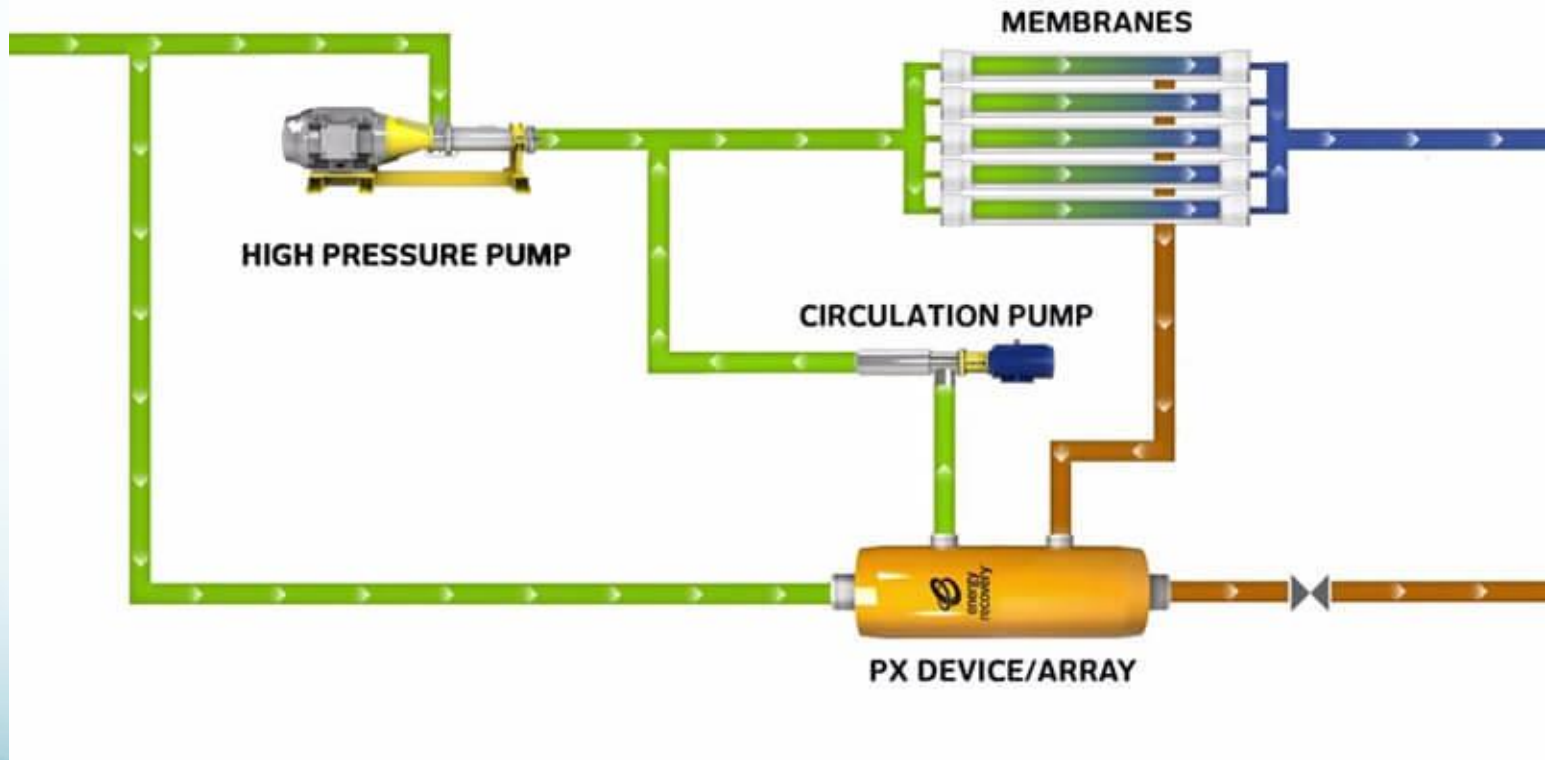 MEMBRANES
HIGH PRESSURE PUMP
CIRCULATION PUMP
energy
recovery
PX DEVICE/ARRAY